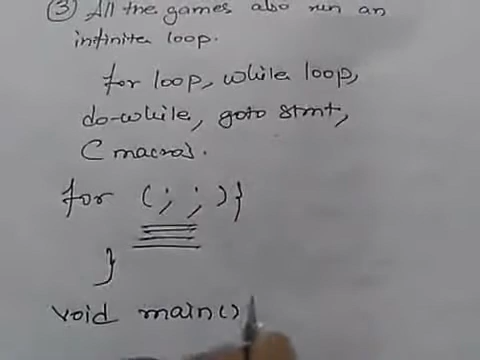 ③ All the games also run an
infinite loop.
for loop, while loop,
do-while, goto stmt,
C macros.
for (; ;){
}
void main()